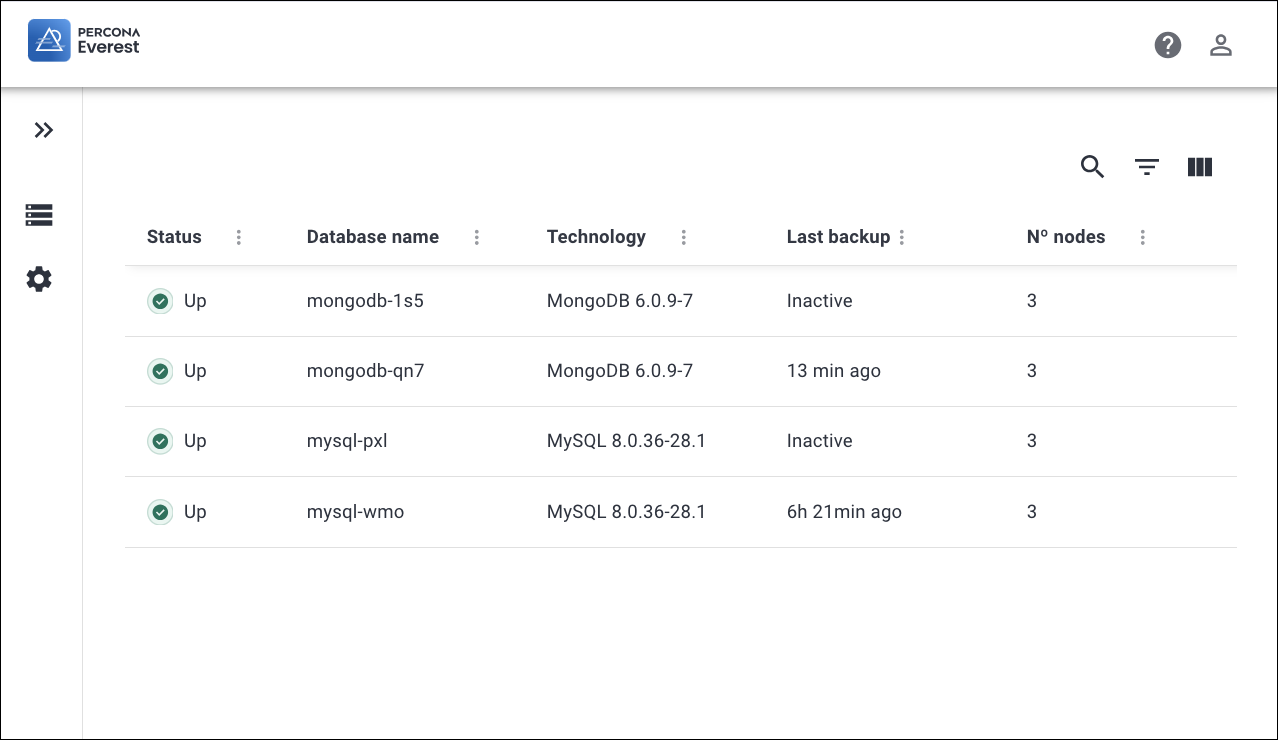 PERCONA
Everest
Status Database name Technology Last backup Nº nodes
Up mongodb-1s5 MongoDB 6.0.9-7 Inactive 3
Up mongodb-qn7 MongoDB 6.0.9-7 13 min ago 3
Up mysql-pxl MySQL 8.0.36-28.1 Inactive 3
Up mysql-wmo MySQL 8.0.36-28.1 6h 21min ago 3